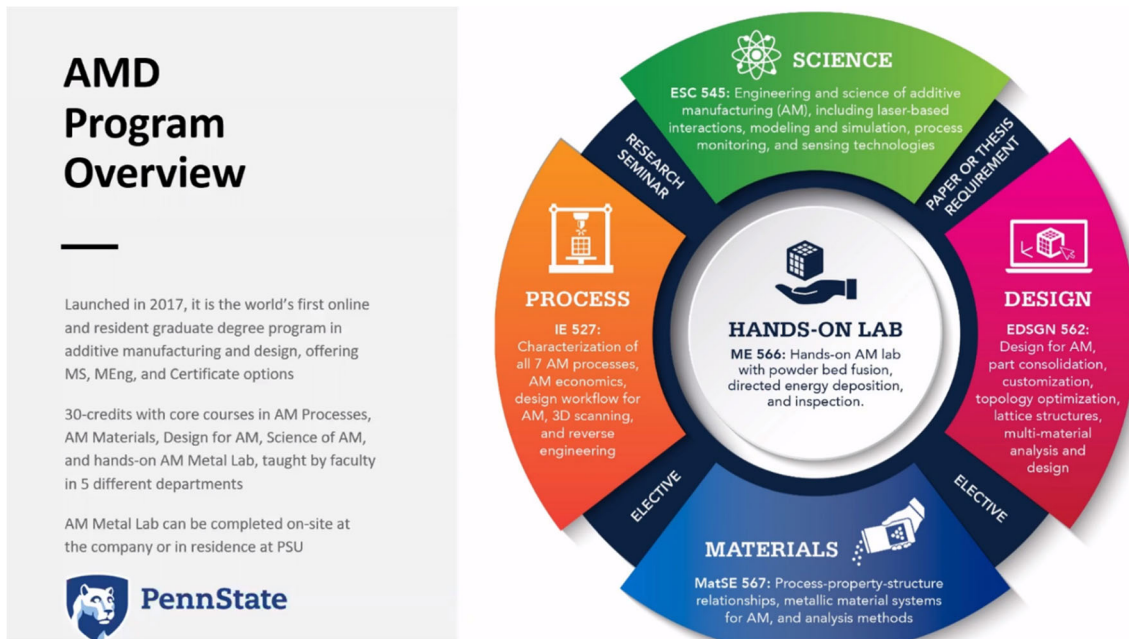 AMD
Program
Overview
Launched in 2017, it is the world's first online
and resident graduate degree program in
additive manufacturing and design, offering
MS, MEng, and Certificate options
30-credits with core courses in AM Processes,
AM Materials, Design for AM, Science of AM,
and hands-on AM Metal Lab, taught by faculty
in 5 different departments
AM Metal Lab can be completed on-site at
the company or in residence at PSU
PennState
SCIENCE
ESC 545: Engineering and science of additive
manufacturing (AM), including laser-based
interactions, modeling and simulation, process
monitoring, and sensing technologies
RESEARCH
SEMINAR
PAPER OR THESIS
REQUIREMENT
PROCESS
IE 527:
Characterization of
all 7 AM processes,
AM economics,
design workflow for
AM, 3D scanning,
and reverse
engineering
HANDS-ON LAB
ME 566: Hands-on AM lab
with powder bed fusion,
directed energy deposition,
and inspection.
DESIGN
EDSGN 562:
Design for AM,
part consolidation,
customization,
topology optimization,
lattice structures,
multi-material
analysis and
design
ELECTIVE
ELECTIVE
MATERIALS
MatSE 567: Process-property-structure
relationships, metallic material systems
for AM, and analysis methods